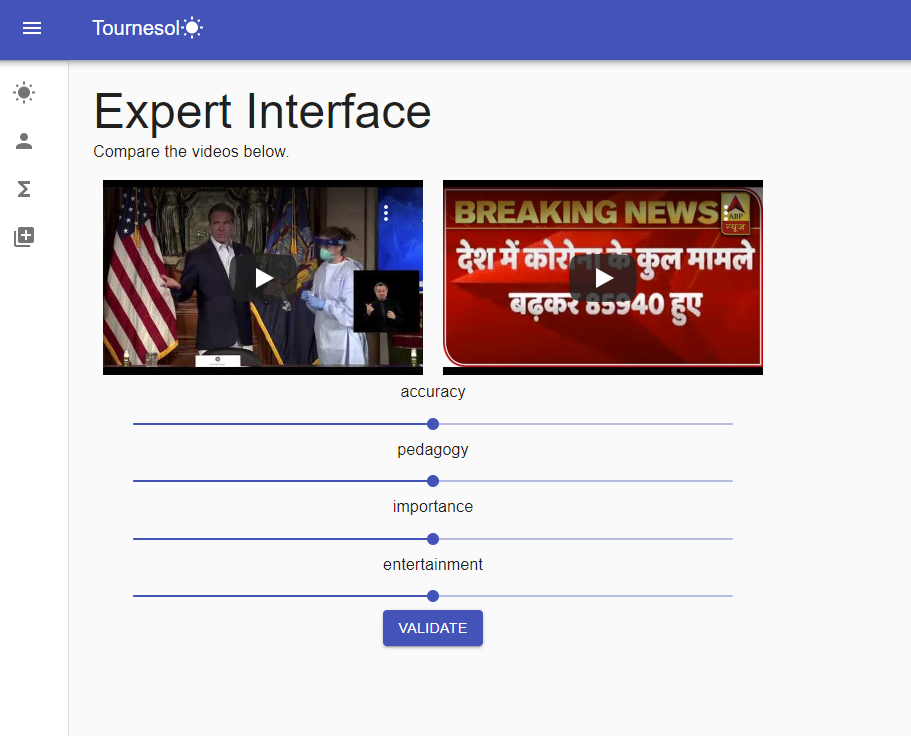 Tournesol
Expert Interface
Compare the videos below.
BREAKING NEWS
ABP
न्यूज़
देश में कोरोना के कुल मामले
बढ़कर 85940 हुए
accuracy
pedagogy
importance
entertainment
VALIDATE